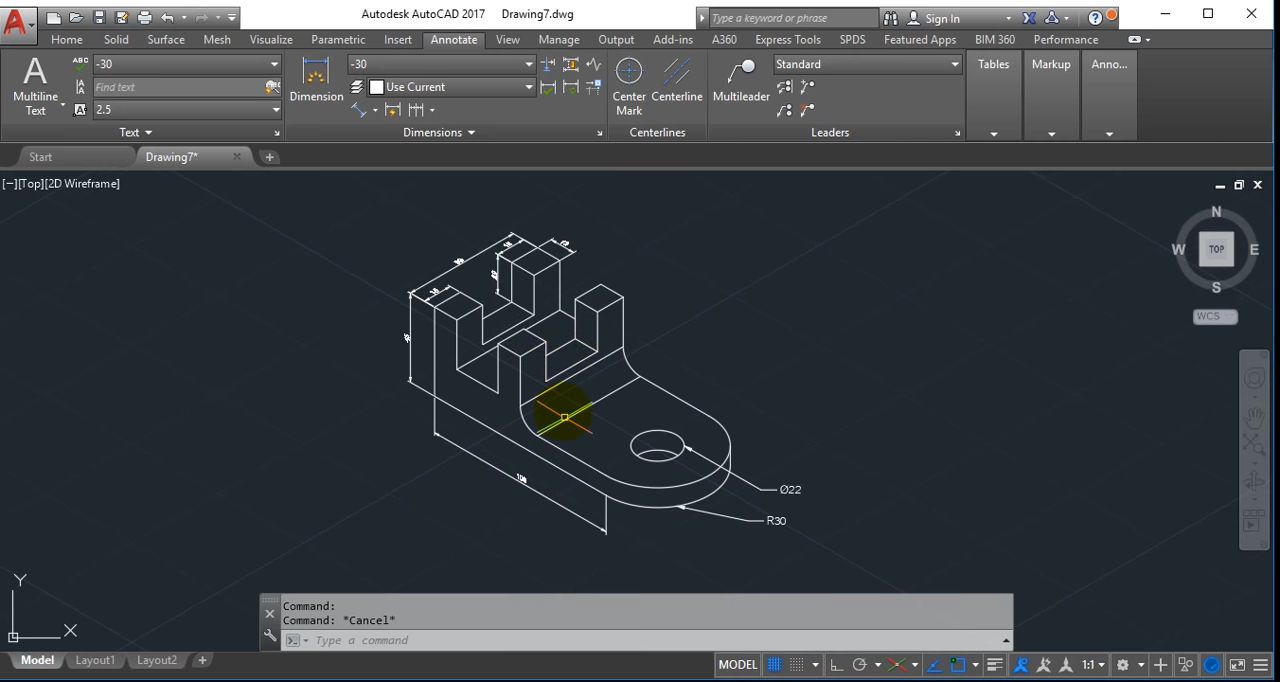 Autodesk AutoCAD 2017 Drawing7.dwg
Type a keyword or phrase
Sign In
Home Solid Surface Mesh Visualize Parametric Insert Annotate View Manage Output Add-ins A360 Express Tools SPDS Featured Apps BIM 360 Performance
Multiline
Text
ABC
-30
Find text
2.5
Text
Dimension
-30
Use Current
Dimensions
Center
Mark
Centerline
Centerlines
Multileader
Standard
Leaders
Tables
Markup
Anno...
Start
Drawing7*
[−][Top][2D Wireframe]
N
W
TOP
E
S
WCS
108
Ø22
R30
Y
X
Command:
Command: *Cancel*
Type a command
Model
Layout1
Layout2
MODEL
1:1